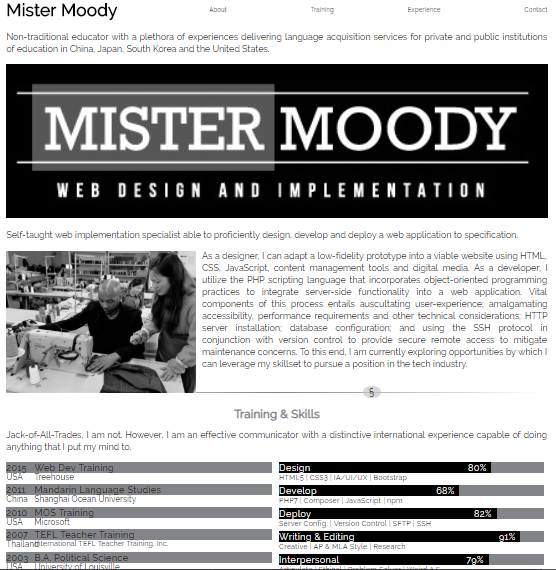 Mister Moody
About Training Experience Contact
Non-traditional educator with a plethora of experiences delivering language acquisition services for private and public institutions
of education in China, Japan, South Korea and the United States.
MISTER MOODY
WEB DESIGN AND IMPLEMENTATION
Self-taught web implementation specialist able to proficiently design, develop and deploy a web application to specification.
As a designer, I can adapt a low-fidelity prototype into a viable website using HTML,
CSS, JavaScript, content management tools and digital media. As a developer, I
utilize the PHP scripting language that incorporates object-oriented programming
practices to integrate server-side functionality into a web application. Vital
components of this process entails auscultating user-experience; amalgamating
accessibility, performance requirements and other technical considerations; HTTP
server installation; database configuration; and using the SSH protocol in
conjunction with version control to provide secure remote access to mitigate
maintenance concerns. To this end, I am currently exploring opportunities by which I
can leverage my skillset to pursue a position in the tech industry.
§
Training & Skills
Jack-of-All-Trades, I am not. However, I am an effective communicator with a distinctive international experience capable of doing
anything that I put my mind to.
2015 Web Dev Training
USA Treehouse
2011 Mandarin Language Studies
China Shanghai Ocean University
2010 MOS Training
USA Microsoft
2007 TEFL Teacher Training
Thailand International TEFL Teacher Training, Inc.
2003 B.A. Political Science
USA University of Louisville
Design 80%
HTML5 | CSS3 | IA/UI/UX | Bootstrap
Develop 68%
PHP7 | Composer | JavaScript | npm
Deploy 82%
Server Config | Version Control | SFTP | SSH
Writing & Editing 91%
Creative | AP & MLA Style | Research
Interpersonal 79%